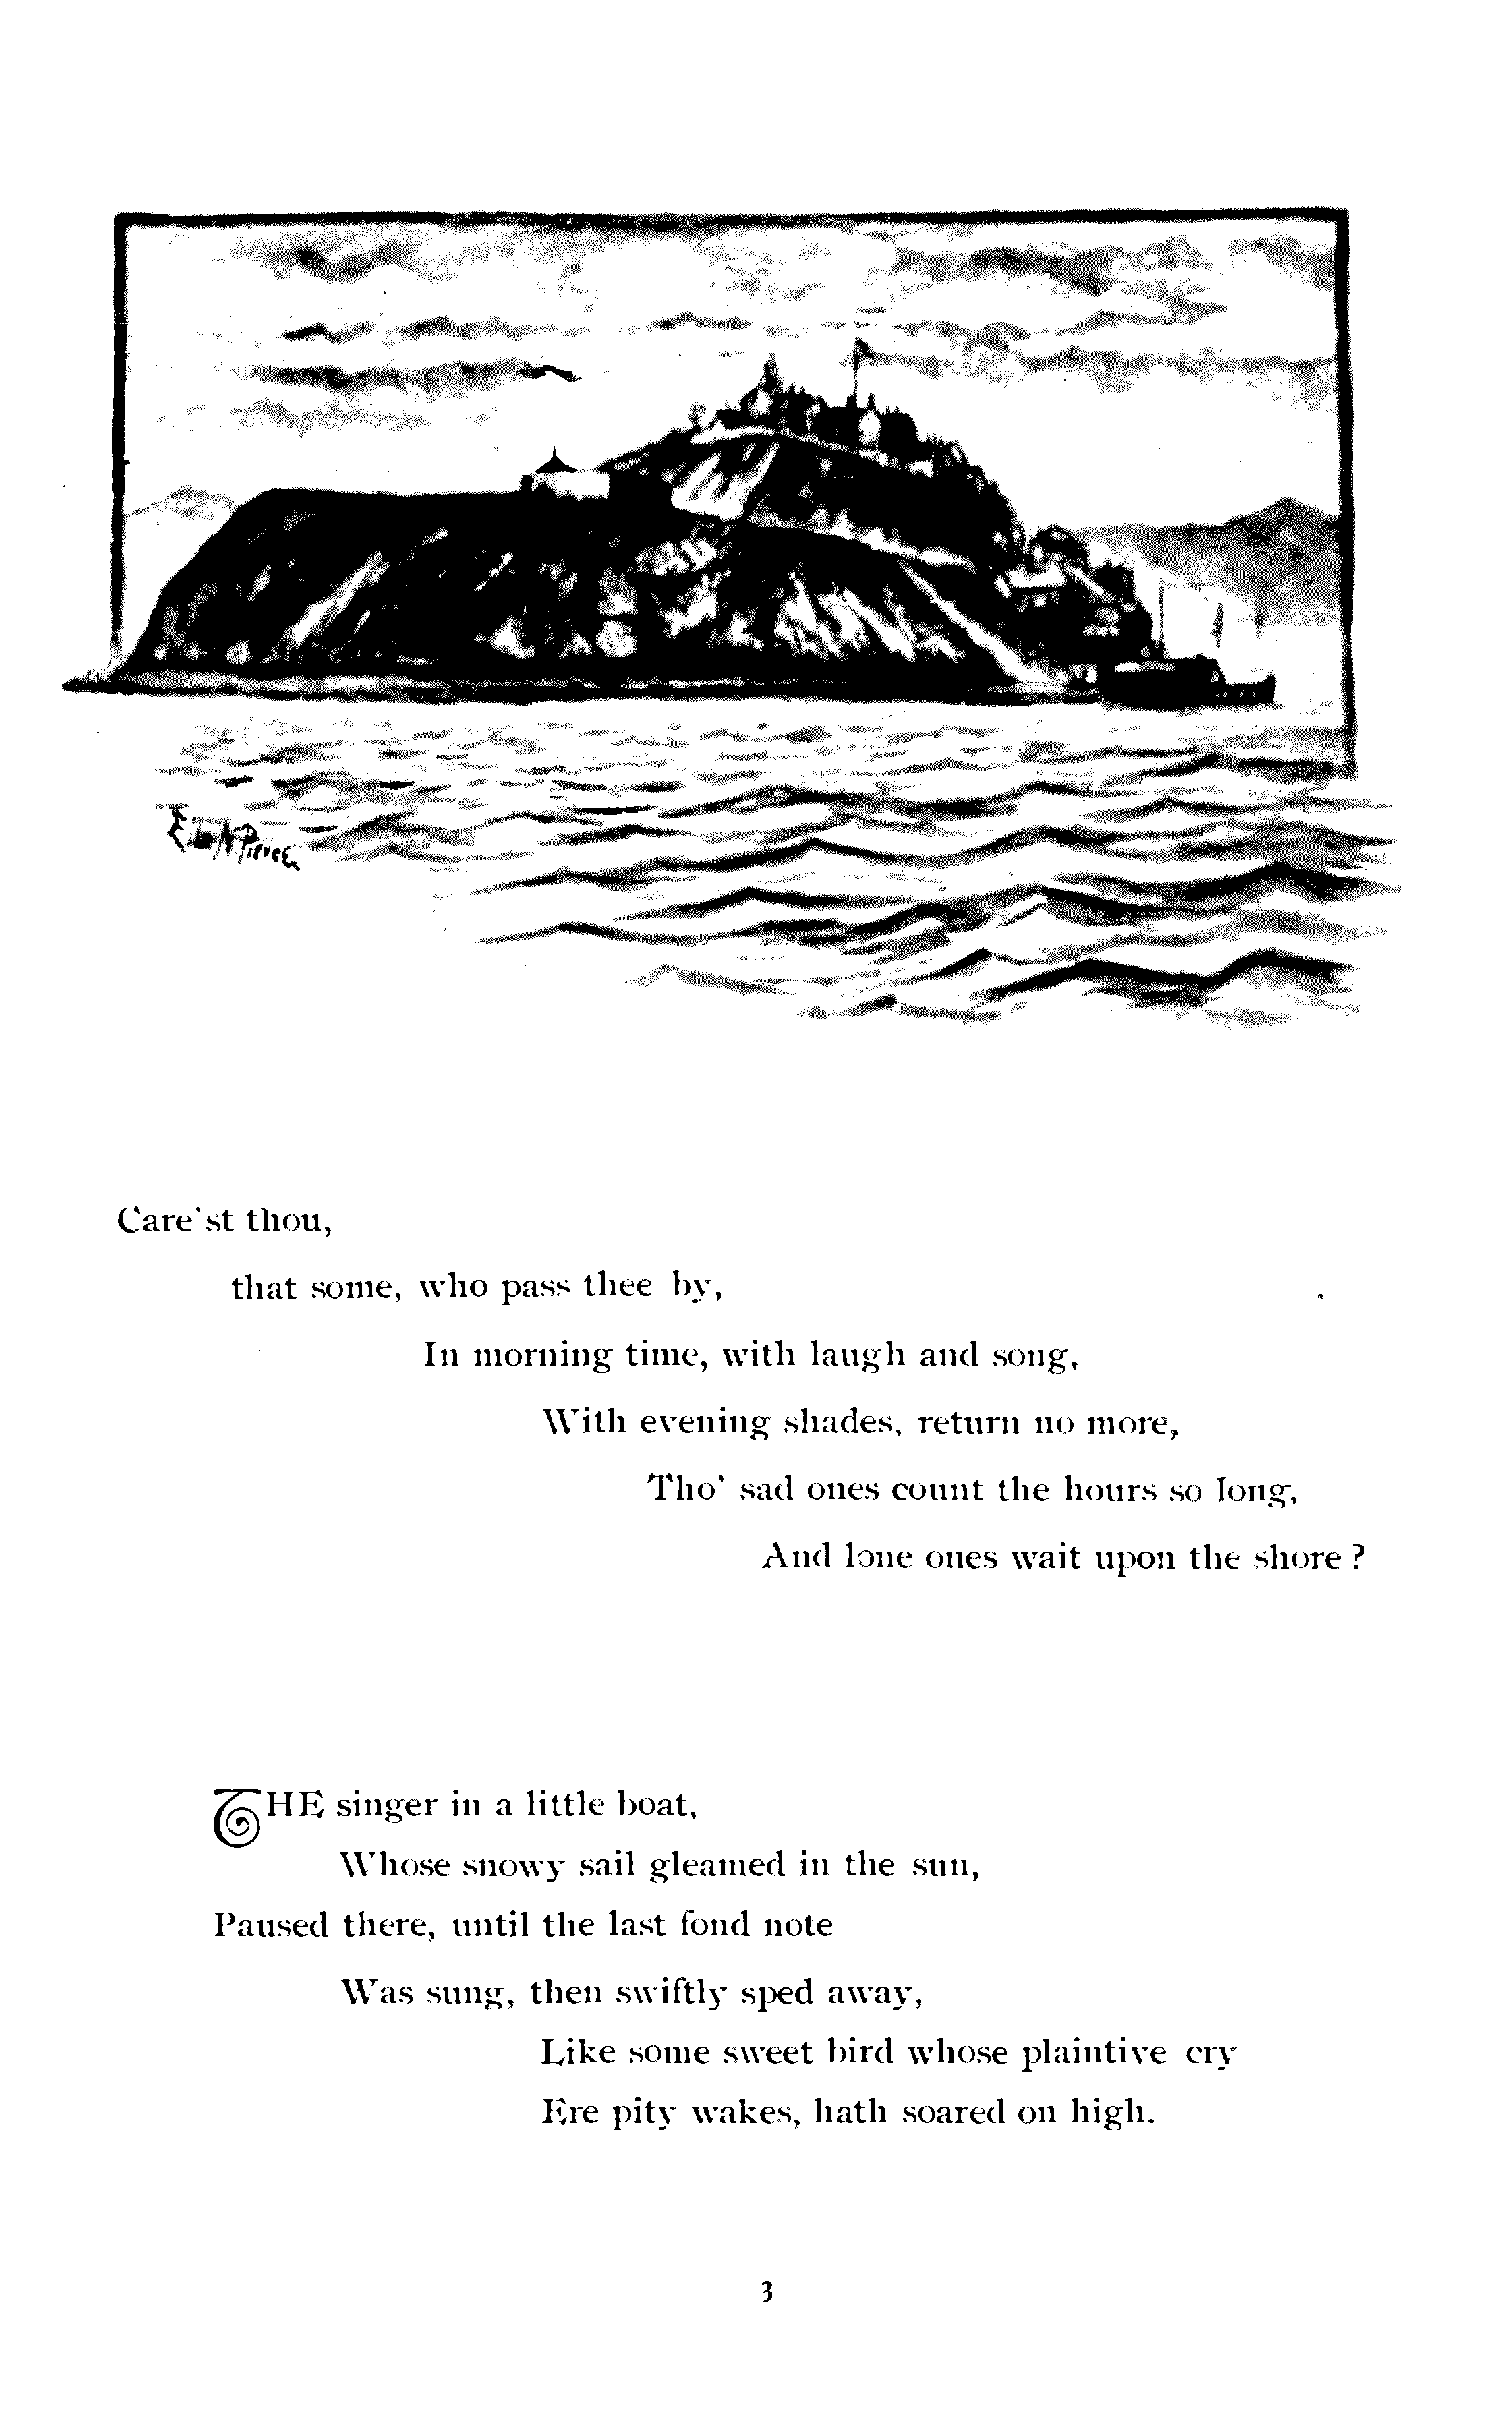 Pierce
Care'st thou,
that some, who pass thee by,
In morning time, with laugh and song,
With evening shades, return no more,
Tho' sad ones count the hours so long,
And lone ones wait upon the shore?
THE singer in a little boat,
Whose snowy sail gleamed in the sun,
Paused there, until the last fond note
Was sung, then swiftly sped away,
Like some sweet bird whose plaintive cry
Ere pity wakes, hath soared on high.
3